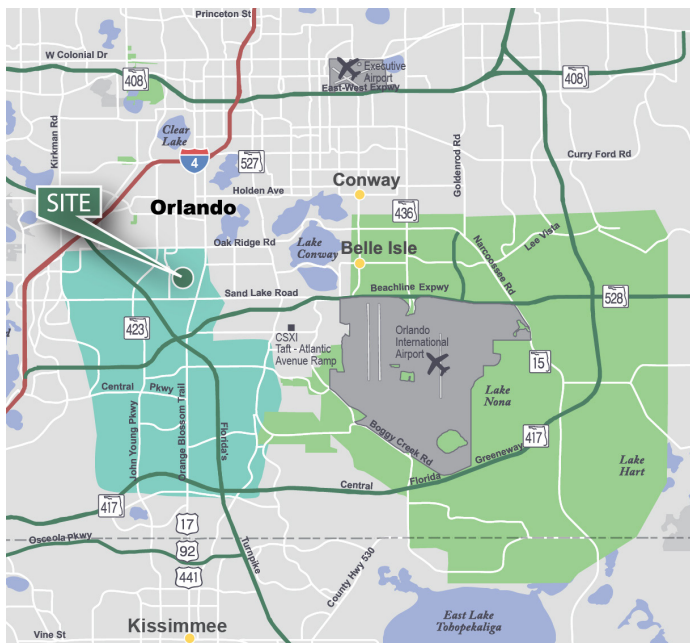 Princeton St
W Colonial Dr
408
Executive
Airport
East-West Expwy
408
Kirkman Rd
Clear
Lake
4
527
Goldenrod Rd
Curry Ford Rd
Holden Ave
Conway
SITE
Orlando
436
Oak Ridge Rd
Lake
Conway
Belle Isle
Narcoossee Rd
Lee Vista
Beachline Expwy
Sand Lake Road
528
423
CSXI
Taft - Atlantic
Avenue Ramp
Orlando
International
Airport
15
Central Pkwy
Lake
Nona
John Young Pkwy
Orange Blossom Trail
Florida's
Boggy Creek Rd
417
Greeneway
Lake
Hart
Central
Florida
417
17
Osceola Pkwy
92
Turnpike
441
County Hwy 530
East Lake
Tohopekaliga
Kissimmee
Vine St